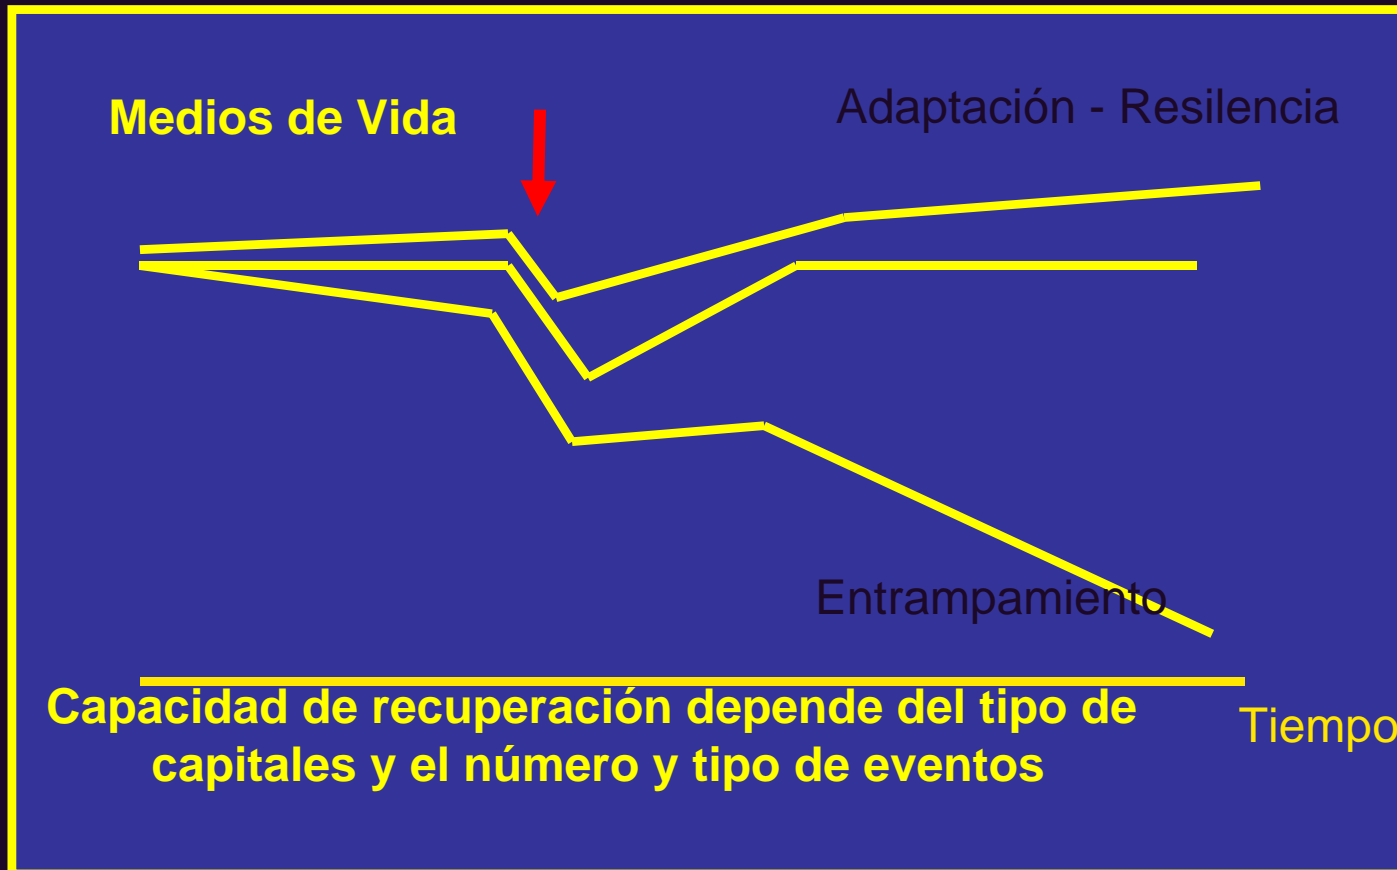 Medios de Vida
Adaptación - Resilencia
Entrampamiento
Capacidad de recuperación depende del tipo de
capitales y el número y tipo de eventos
Tiempo